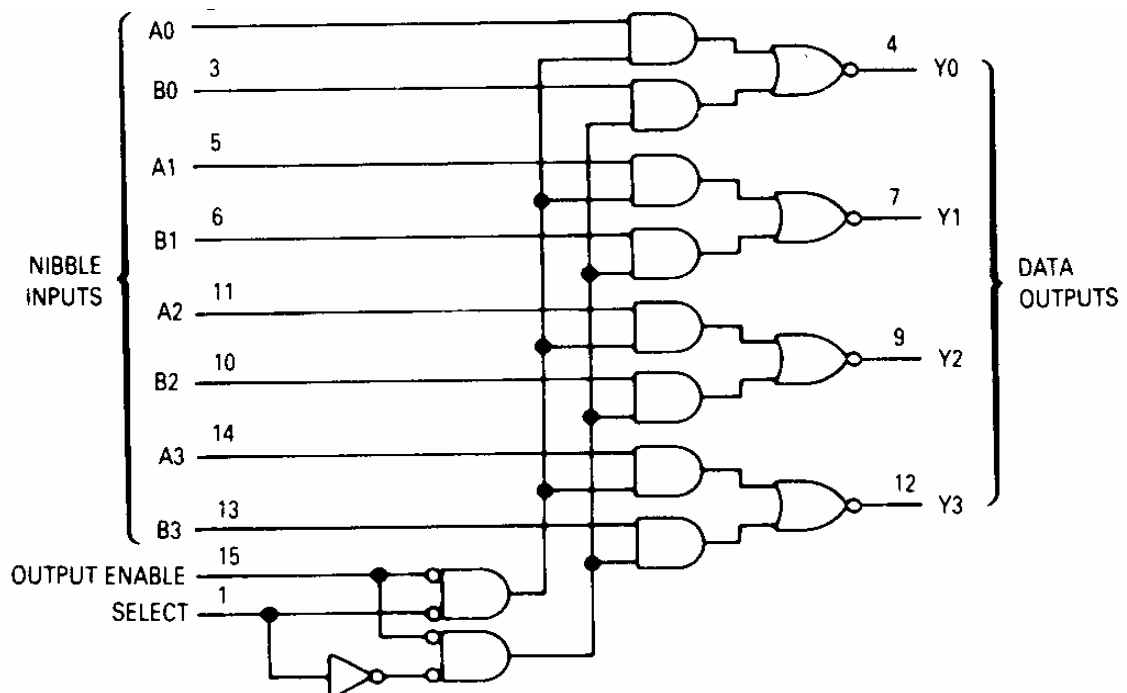 A0
4
Y0
3
B0
5
A1
7
Y1
6
B1
NIBBLE
INPUTS
DATA
OUTPUTS
11
A2
9
Y2
10
B2
14
A3
12
Y3
13
B3
15
OUTPUT ENABLE
1
SELECT